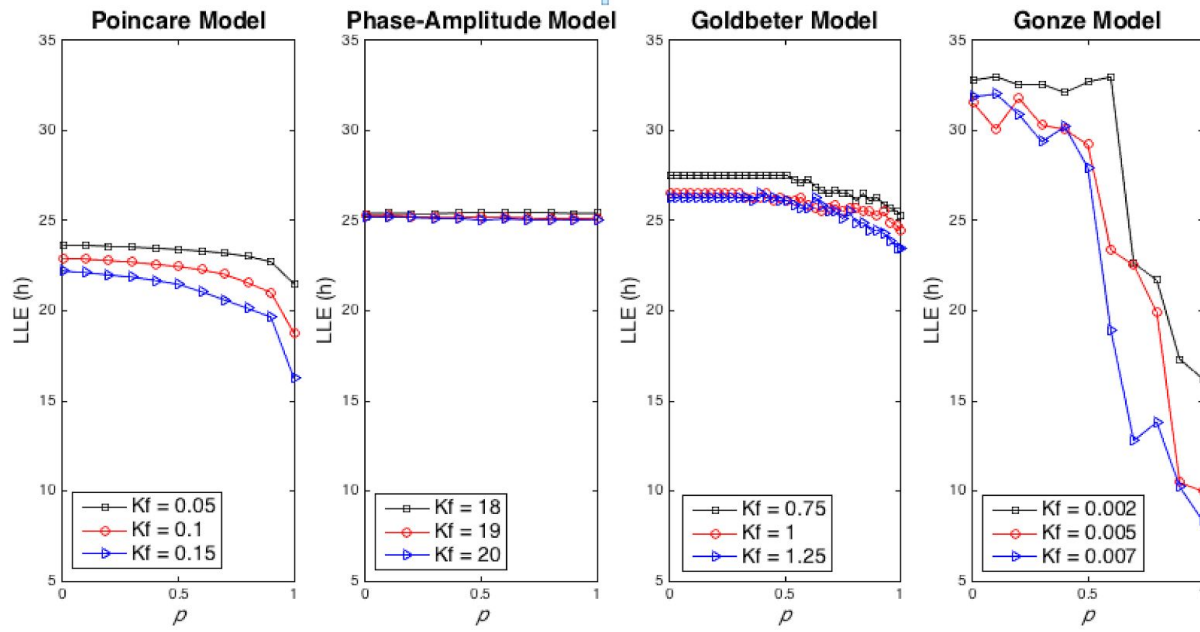 Poincare Model
35
30
25
20
15
10
5
LLE (h)
Kf = 0.05
Kf = 0.1
Kf = 0.15
0
0.5
1
p
Phase-Amplitude Model
35
30
25
20
15
10
5
LLE (h)
Kf = 18
Kf = 19
Kf = 20
0
0.5
1
p
Goldbeter Model
35
30
25
20
15
10
5
LLE (h)
Kf = 0.75
Kf = 1
Kf = 1.25
0
0.5
1
p
Gonze Model
35
30
25
20
15
10
5
LLE (h)
Kf = 0.002
Kf = 0.005
Kf = 0.007
0
0.5
1
p